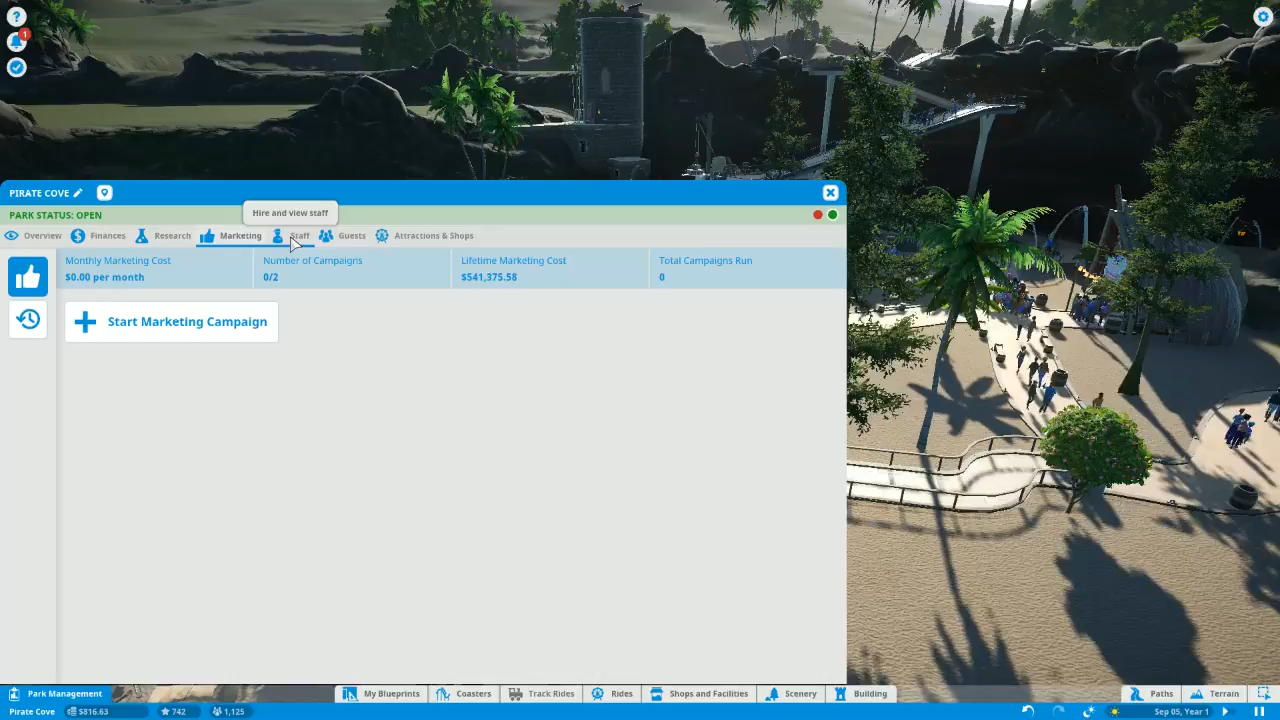 ?
1
PIRATE COVE
PARK STATUS: OPEN
Hire and view staff
Overview
Finances
Research
Marketing
Staff
Guests
Attractions & Shops
Monthly Marketing Cost
$0.00 per month
Number of Campaigns
0/2
Lifetime Marketing Cost
$541,375.58
Total Campaigns Run
0
Start Marketing Campaign
Park Management
My Blueprints
Coasters
Track Rides
Rides
Shops and Facilities
Scenery
Building
Paths
Terrain
Pirate Cove
$816.63
742
1,125
Sep 05, Year 1